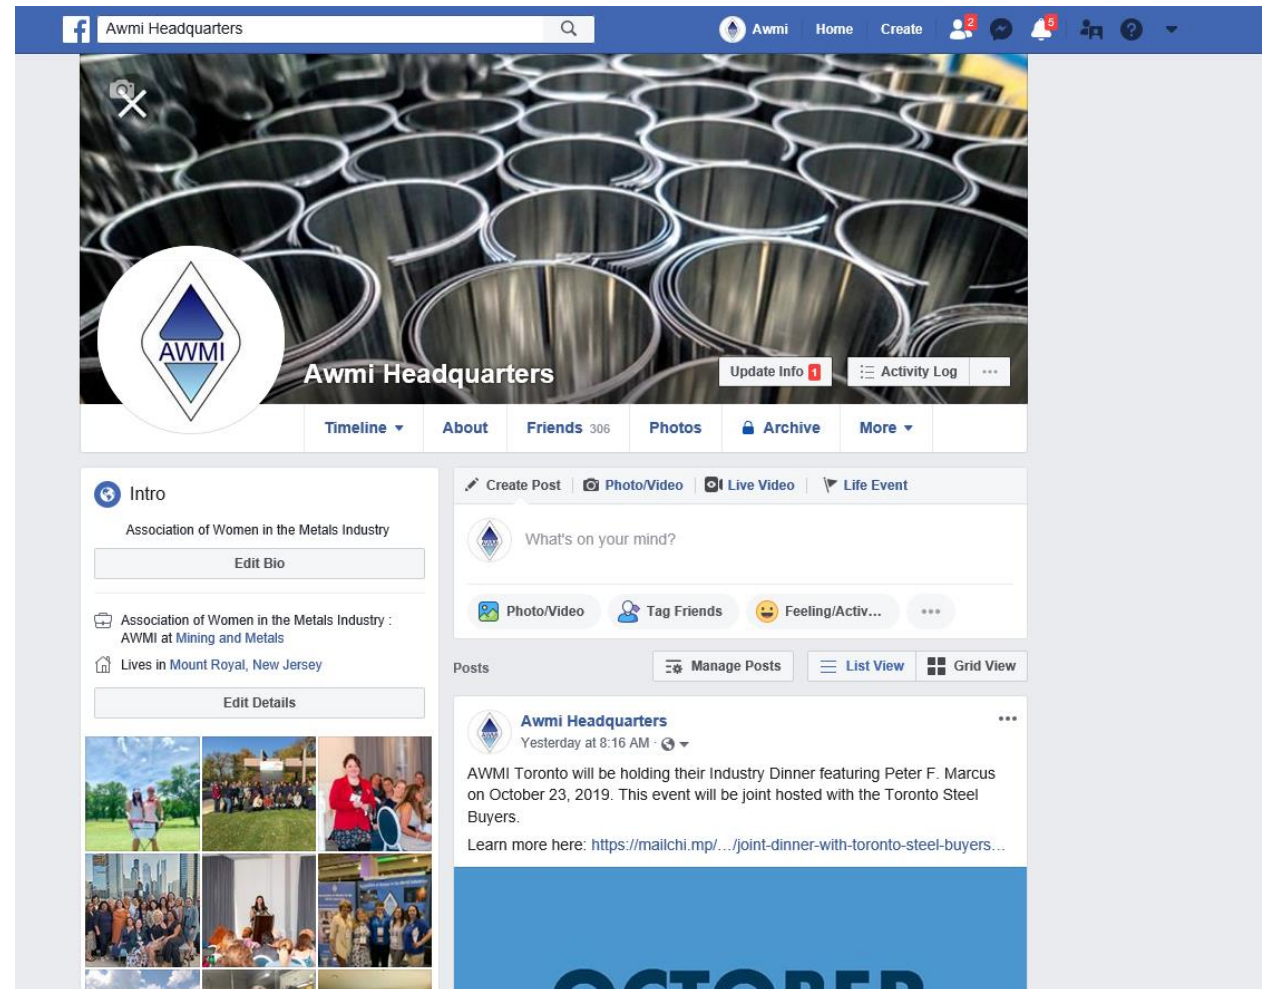 Awmi Headquarters
Awmi Home Create 2 5
AWMI
Awmi Headquarters
Update Info 1 Activity Log
Timeline About Friends 306 Photos Archive More
Intro
Association of Women in the Metals Industry
Edit Bio
Association of Women in the Metals Industry :
AWMI at Mining and Metals
Lives in Mount Royal, New Jersey
Edit Details
Create Post Photo/Video Live Video Life Event
What's on your mind?
Photo/Video Tag Friends Feeling/Activ...
Posts Manage Posts List View Grid View
Awmi Headquarters
Yesterday at 8:16 AM ·
AWMI Toronto will be holding their Industry Dinner featuring Peter F. Marcus
on October 23, 2019. This event will be joint hosted with the Toronto Steel
Buyers.
Learn more here: https://mailchi.mp/…/joint-dinner-with-toronto-steel-buyers…
OCTOBER